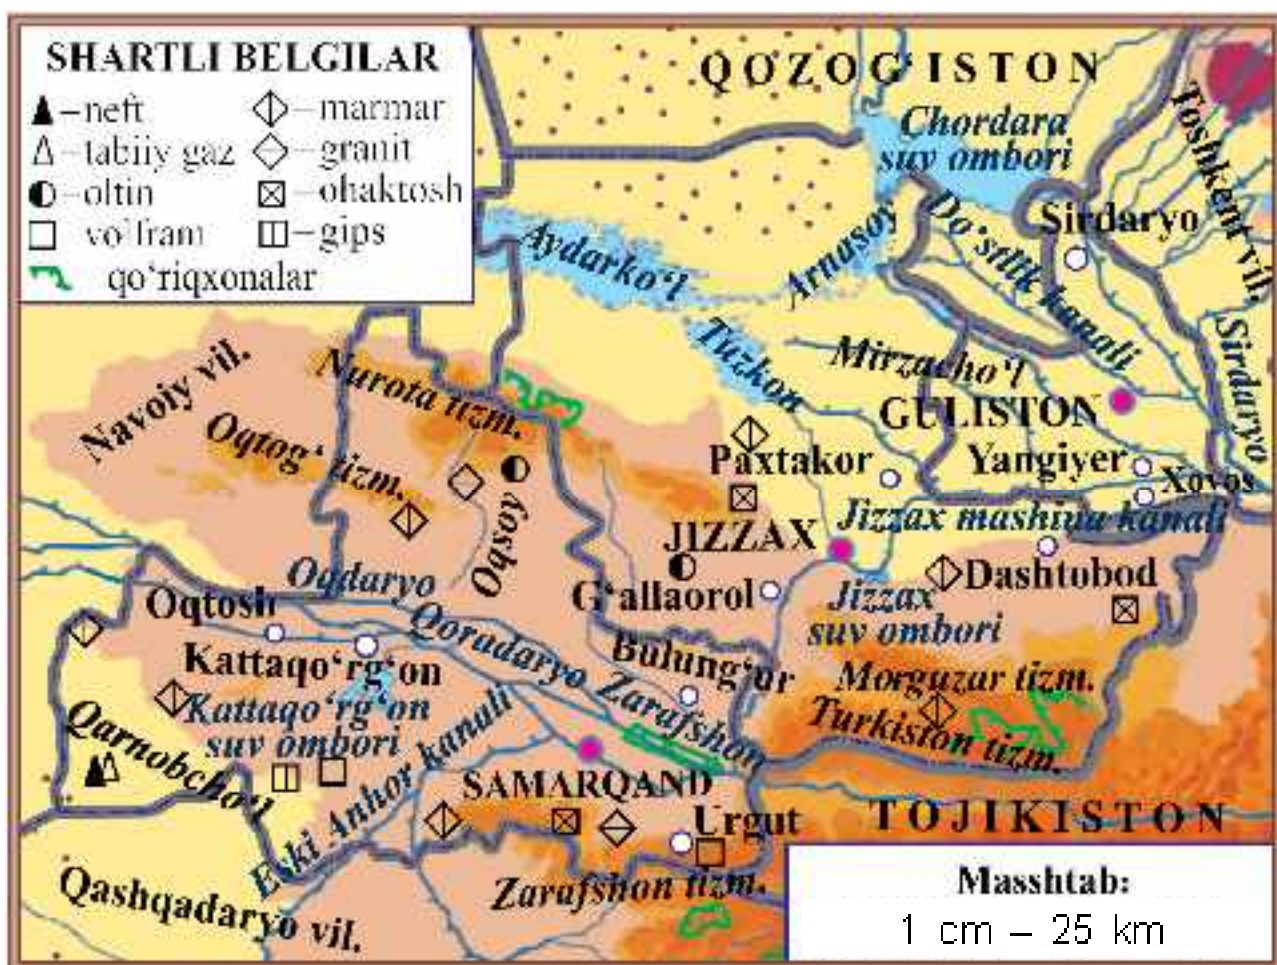 SHARTLI BELGILAR
– neft
– tabiiy gaz
– oltin
– volfram
– marmar
– granit
– ohaktosh
– gips
qo‘riqxonalar
QOZOG‘ISTON
Chordara
suv ombori
Toshkent vil.
Sirdaryo
Do‘stlik kanali
Arnasoy
Aydarko‘l
Tuzkon
Mirzacho‘l
Sirdaryo
Navoiy vil.
Nurota tizm.
Oqtog‘ tizm.
GULISTON
Paxtakor
Yangiyer
Xovos
Jizzax mashina kanali
Oqsoy
JIZZAX
Dashtobod
G‘allaorol
Jizzax
suv ombori
Oqdaryo
Oqtosh
Qoradaryo
Bulung‘ur
Kattaqo‘rg‘on
Kattaqo‘rg‘on
suv ombori
Zarafshon
Morguzar tizm.
Turkiston tizm.
Qarnobcho‘l
Eski Anhor kanali
SAMARQAND
Urgut
TOJIKISTON
Zarafshon tizm.
Qashqadaryo vil.
Masshtab:
1 cm – 25 km